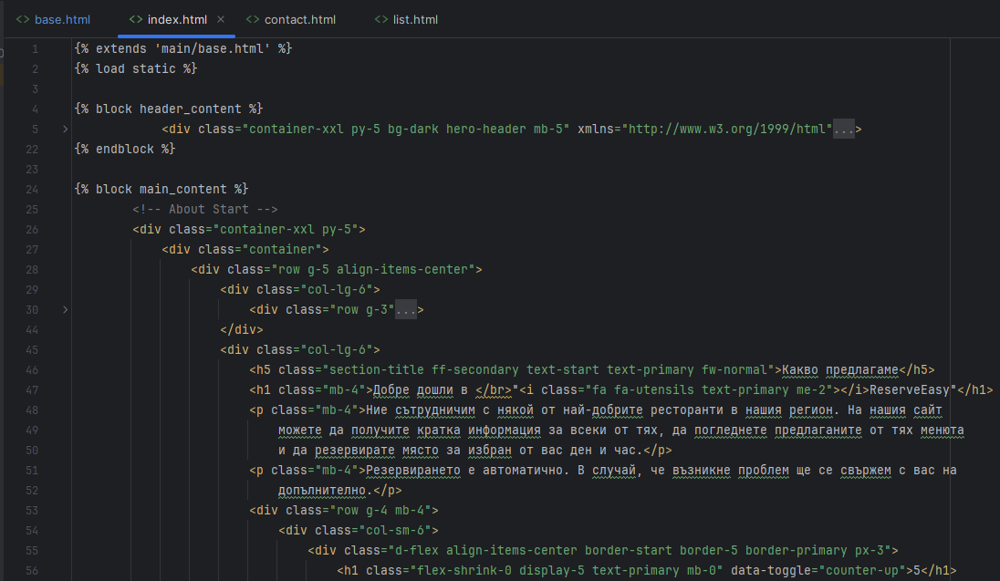 base.html index.html contact.html list.html
1 {% extends 'main/base.html' %}
2 {% load static %}
3
4 {% block header_content %}
5 <div class="container-xxl py-5 bg-dark hero-header mb-5" xmlns="http://www.w3.org/1999/html"...>
22 {% endblock %}
23
24 {% block main_content %}
25 <!-- About Start -->
26 <div class="container-xxl py-5">
27 <div class="container">
28 <div class="row g-5 align-items-center">
29 <div class="col-lg-6">
30 <div class="row g-3"...>
44 </div>
45 <div class="col-lg-6">
46 <h5 class="section-title ff-secondary text-start text-primary fw-normal">Какво предлагаме</h5>
47 <h1 class="mb-4">Добре дошли в </br>"<i class="fa fa-utensils text-primary me-2"></i>ReserveEasy"</h1>
48 <p class="mb-4">Ние сътрудничим с някой от най-добрите ресторанти в нашия регион. На нашия сайт
49 можете да получите кратка информация за всеки от тях, да погледнете предлаганите от тях менюта
50 и да резервирате място за избран от вас ден и час.</p>
51 <p class="mb-4">Резервирането е автоматично. В случай, че възникне проблем ще се свържем с вас на
52 допълнително.</p>
53 <div class="row g-4 mb-4">
54 <div class="col-sm-6">
55 <div class="d-flex align-items-center border-start border-5 border-primary px-3">
56 <h1 class="flex-shrink-0 display-5 text-primary mb-0" data-toggle="counter-up">5</h1>